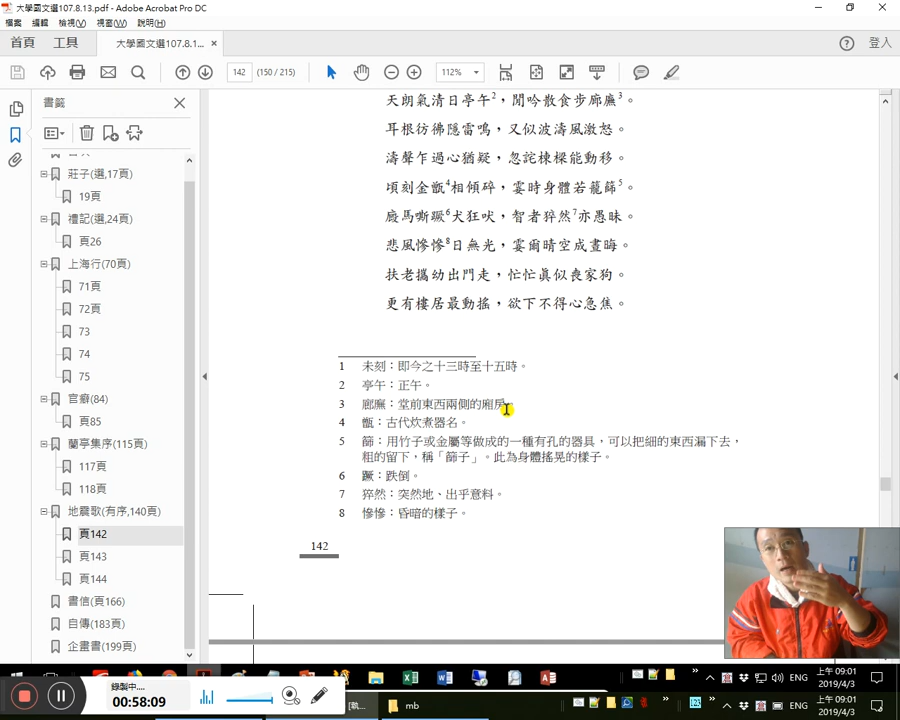 大學國文選107.8.13.pdf - Adobe Acrobat Pro DC
檔案 編輯 檢視(V) 視窗(W) 說明(H)
首頁 工具 大學國文選107.8.1... × 登入
142 (150 / 215) 112%
書籤
莊子(選,17頁)
19頁
禮記(選,24頁)
頁26
上海行(70頁)
71頁
72頁
73
74
75
官癖(84)
頁85
蘭亭集序(115頁)
117頁
118頁
地震歌(有序,140頁)
頁142
頁143
頁144
書信(頁166)
自傳(183頁)
企畫書(199頁)
天朗氣清日亭午2，閒吟散食步廊廡3。
耳根彷彿隱雷鳴，又似波濤風激怒。
濤聲乍過心猶疑，忽詫棟樑能動移。
頃刻金甑4相傾碎，霎時身體若籠篩5。
廄馬嘶蹶6犬狂吠，智者猝然7亦愚昧。
悲風慘慘8日無光，霎爾晴空成晝晦。
扶老攜幼出門走，忙忙真似喪家狗。
更有樓居最動搖，欲下不得心急焦。
1 未刻：即今之十三時至十五時。
2 亭午：正午。
3 廊廡：堂前東西兩側的廂房
4 甑：古代炊煮器名。
5 篩：用竹子或金屬等做成的一種有孔的器具，可以把細的東西漏下去，
粗的留下，稱「篩子」。此為身體搖晃的樣子。
6 蹶：跌倒。
7 猝然：突然地、出乎意料。
8 慘慘：昏暗的樣子。
142
錄製中....
00:58:09
mb
ENG
上午 09:01
2019/4/3
ENG
上午 09:01
2019/4/3